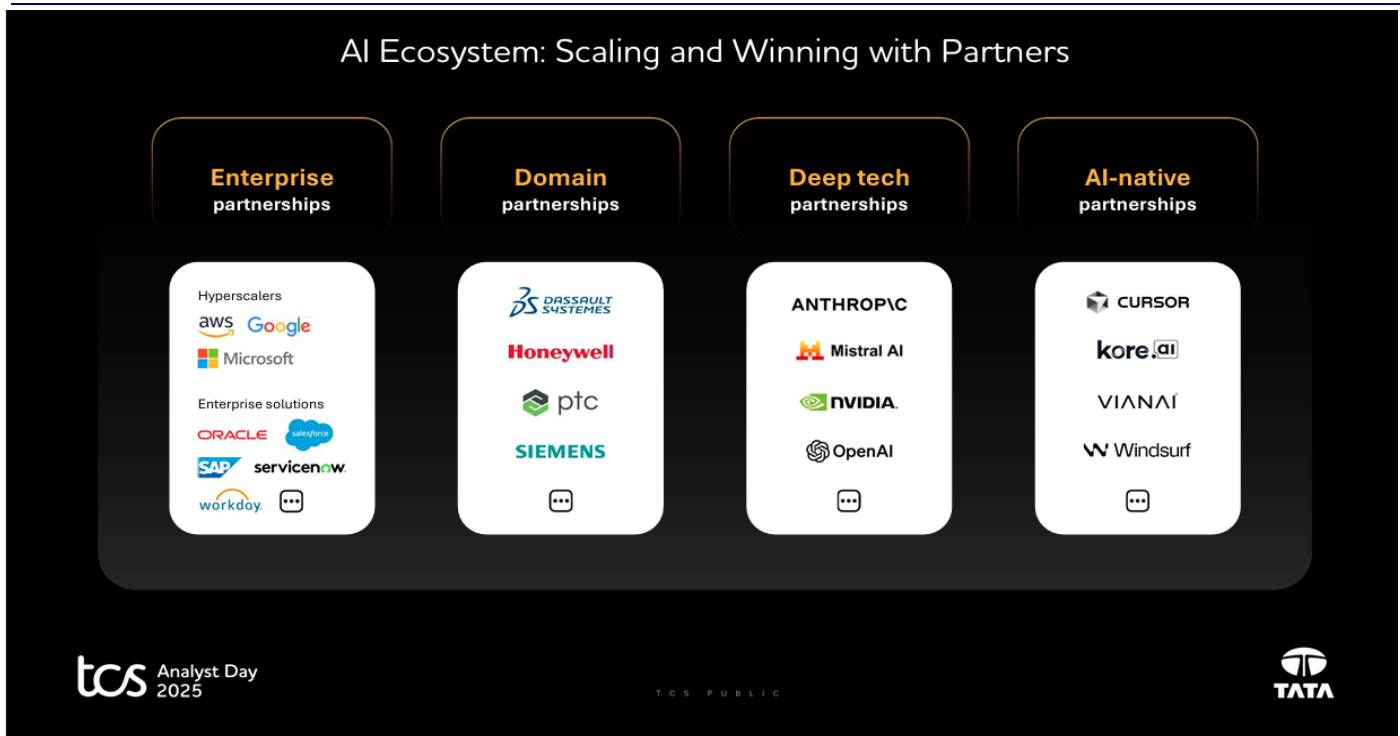 AI Ecosystem: Scaling and Winning with Partners
Enterprise
partnerships
Hyperscalers
aws Google
Microsoft
Enterprise solutions
ORACLE salesforce
SAP servicenow.
workday.
Domain
partnerships
DASSAULT
SYSTEMES
Honeywell
ptc
SIEMENS
Deep tech
partnerships
ANTHROP\C
Mistral AI
NVIDIA.
OpenAI
AI-native
partnerships
CURSOR
kore.ai
VIANAI
Windsurf
tcs Analyst Day
2025
TCS PUBLIC
TATA